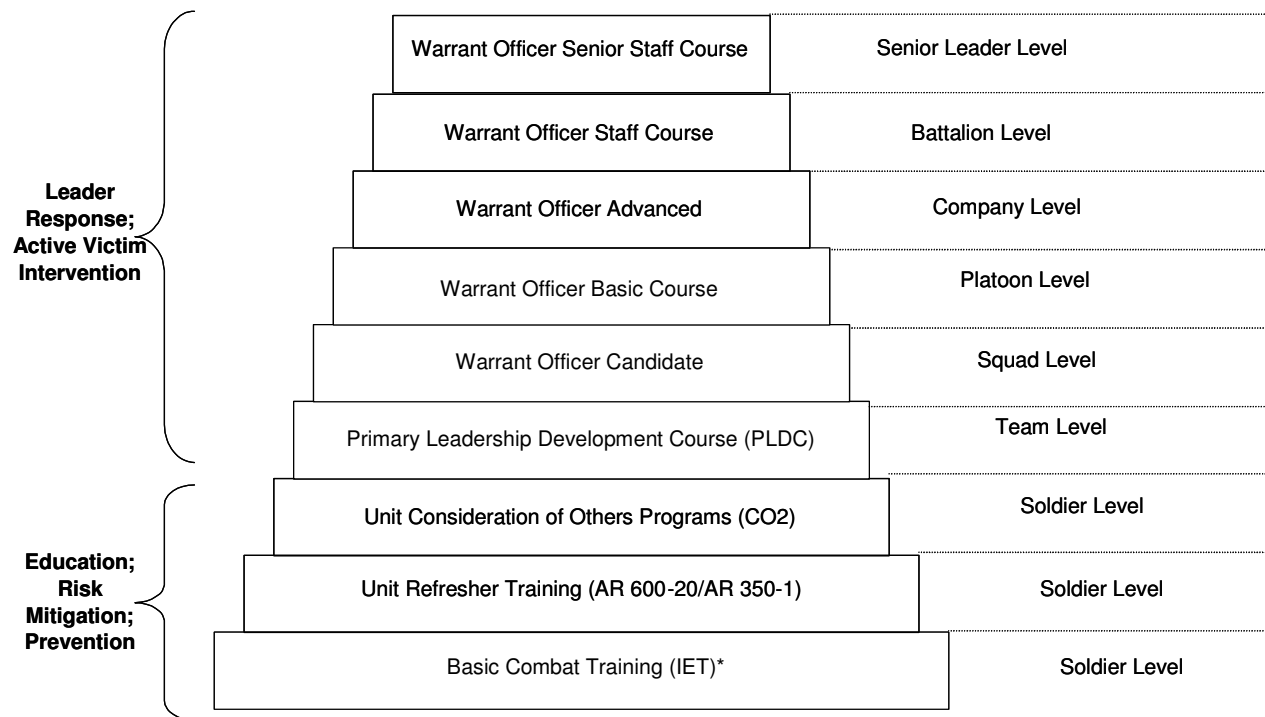 Warrant Officer Senior Staff Course
Senior Leader Level
Warrant Officer Staff Course
Battalion Level
Leader
Response;
Active Victim
Intervention
Warrant Officer Advanced
Company Level
Warrant Officer Basic Course
Platoon Level
Warrant Officer Candidate
Squad Level
Primary Leadership Development Course (PLDC)
Team Level
Unit Consideration of Others Programs (CO2)
Soldier Level
Education;
Risk
Mitigation;
Prevention
Unit Refresher Training (AR 600-20/AR 350-1)
Soldier Level
Basic Combat Training (IET)*
Soldier Level